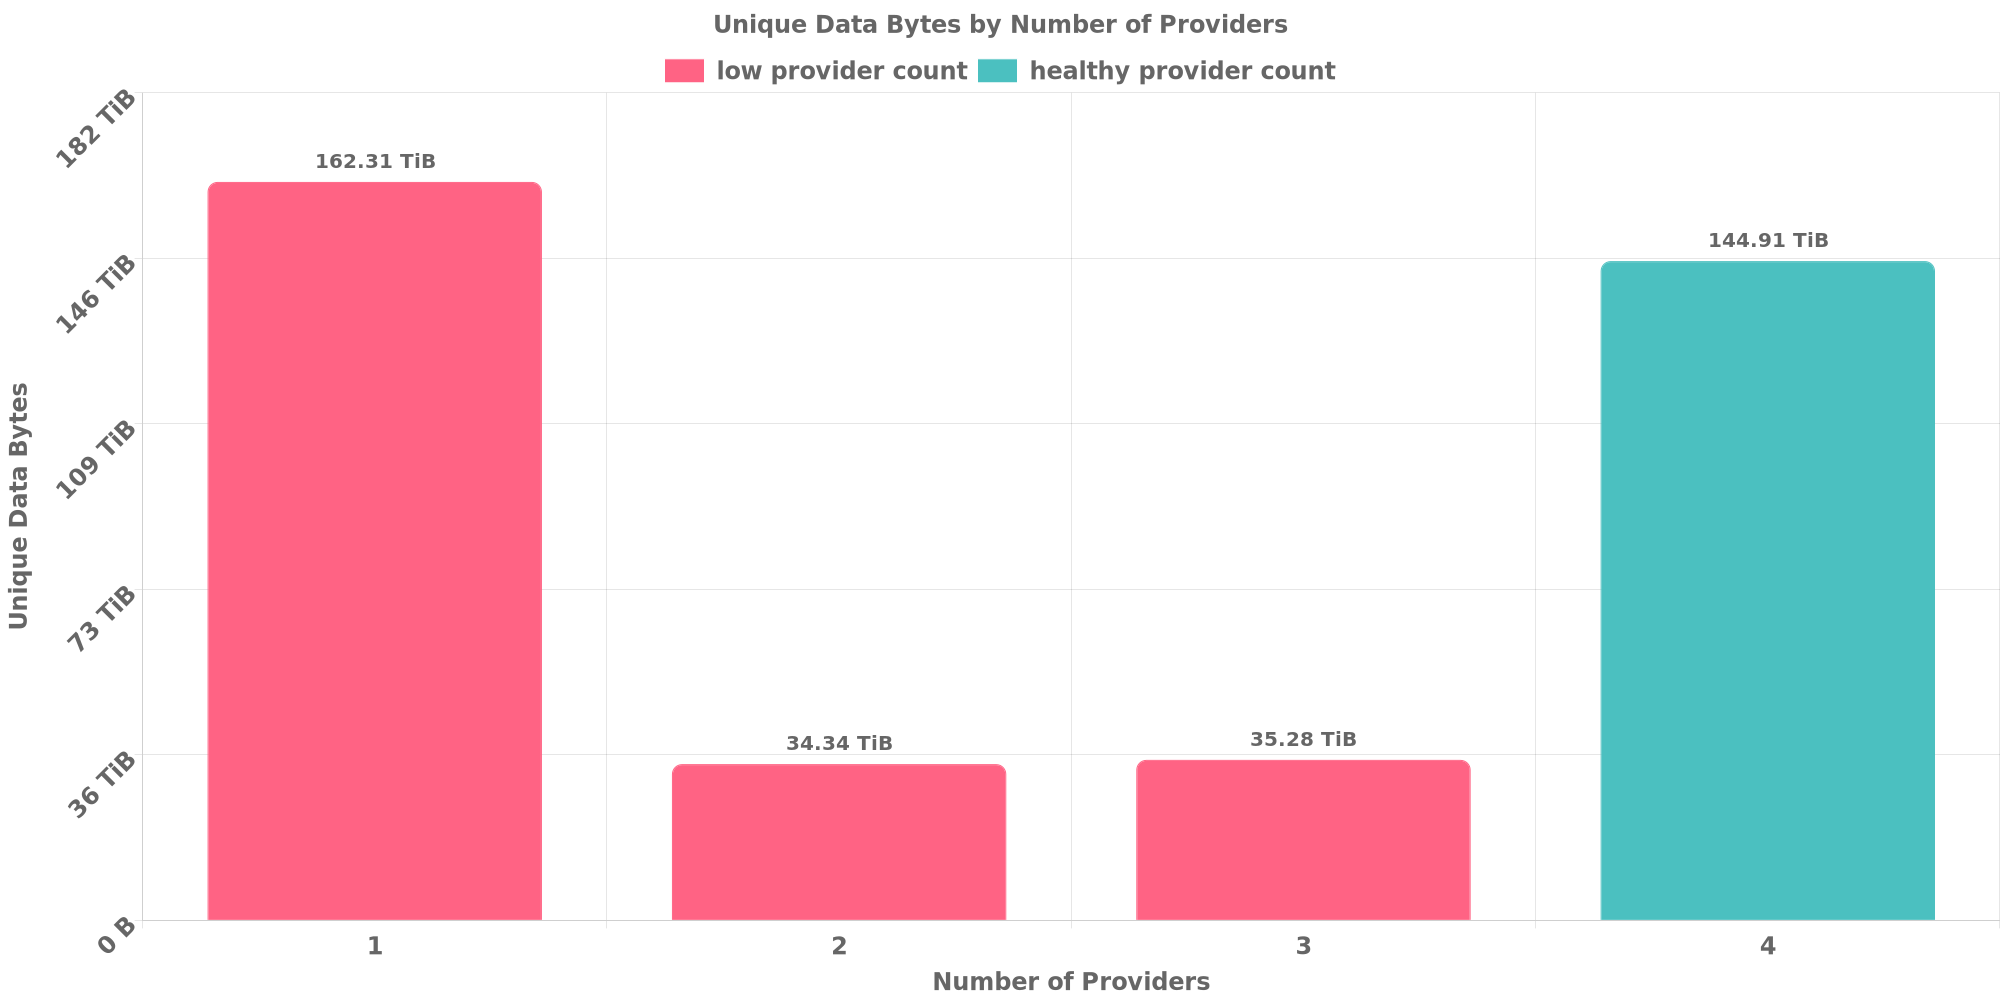 Unique Data Bytes by Number of Providers
low provider count healthy provider count
182 TiB
146 TiB
109 TiB
73 TiB
36 TiB
0 B
Unique Data Bytes
162.31 TiB
34.34 TiB
35.28 TiB
144.91 TiB
1 2 3 4
Number of Providers